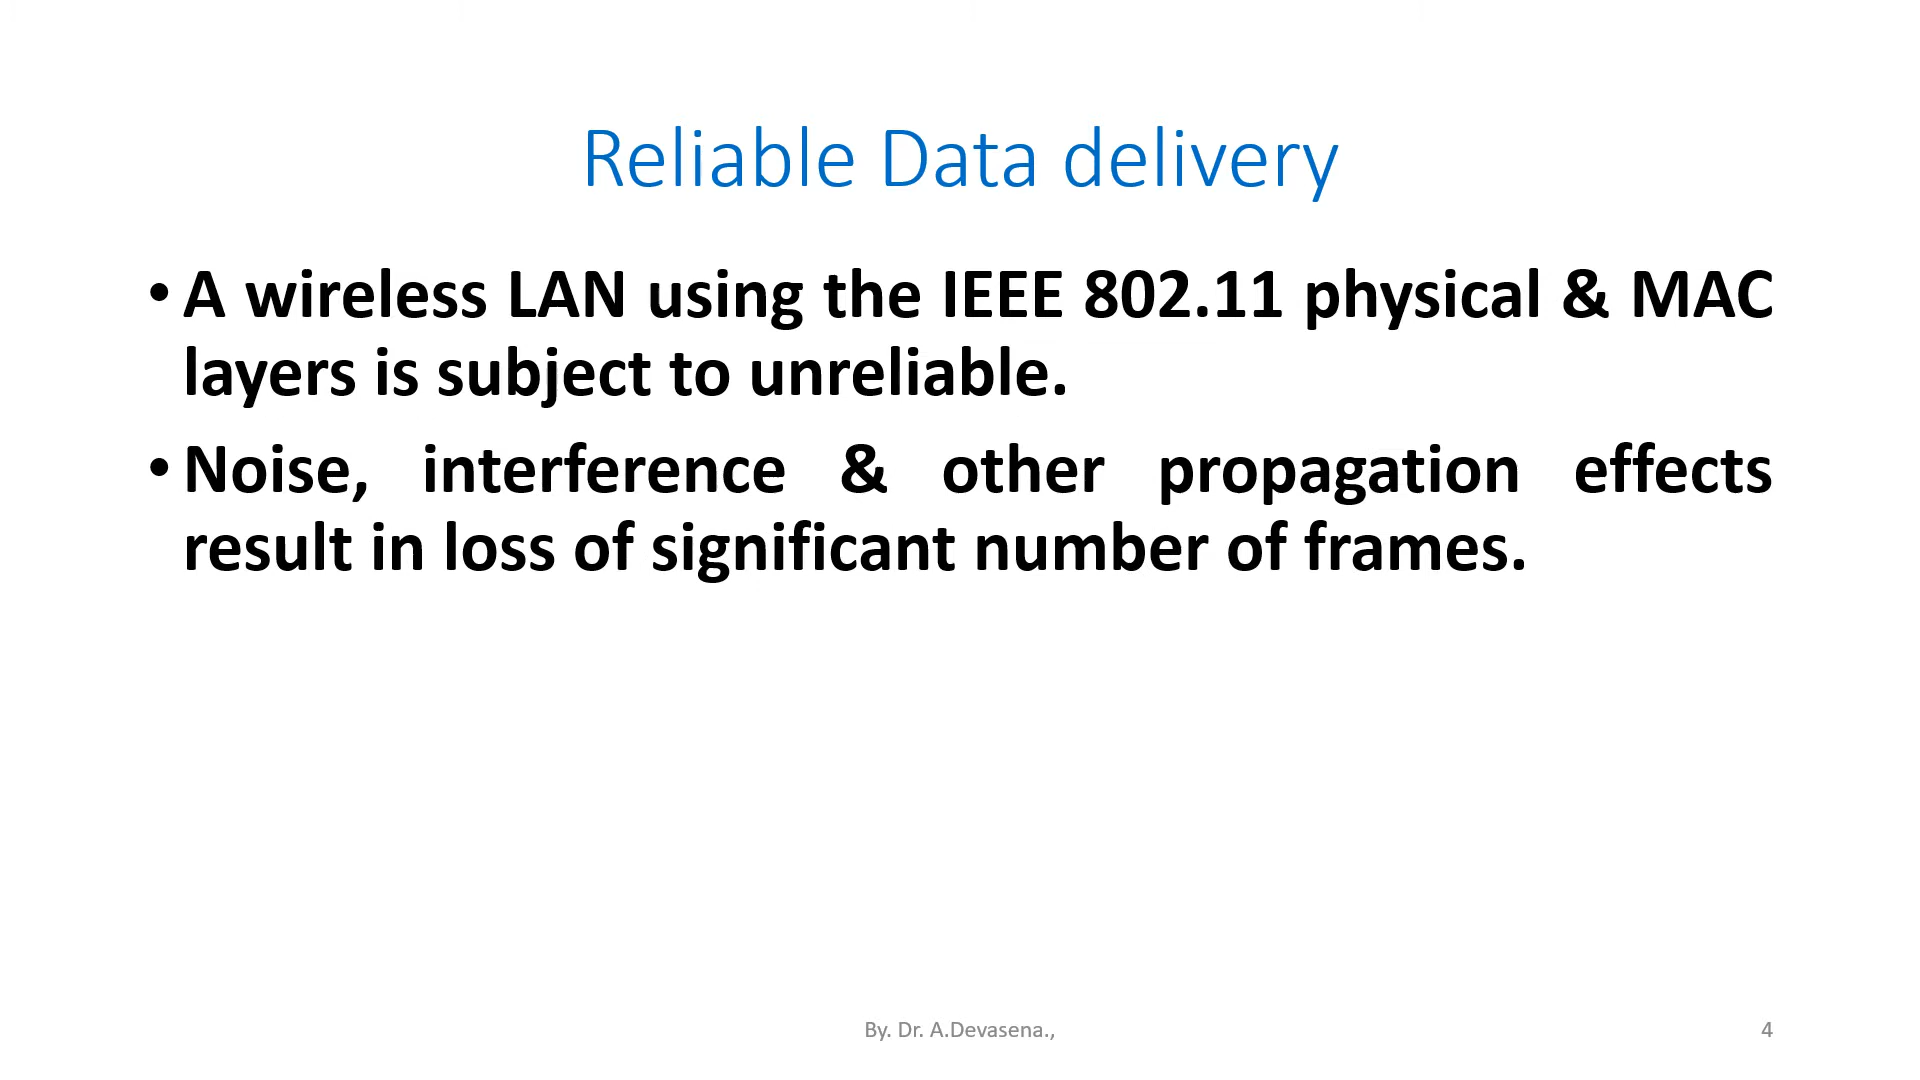 Reliable Data delivery
• A wireless LAN using the IEEE 802.11 physical & MAC
layers is subject to unreliable.
• Noise, interference & other propagation effects
result in loss of significant number of frames.
By. Dr. A.Devasena.,
4